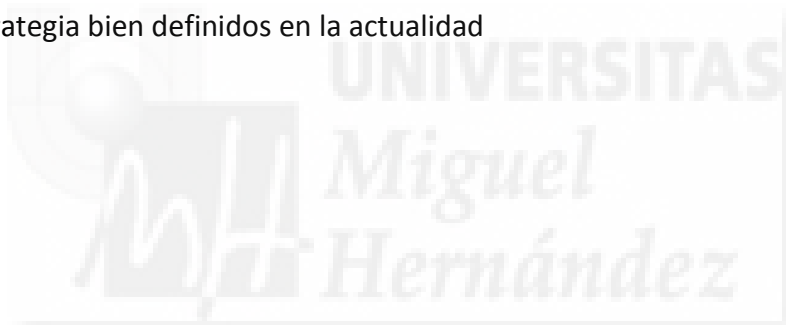 ategia bien definidos en la actualidad
UNIVERSITAS
Miguel
Hernández